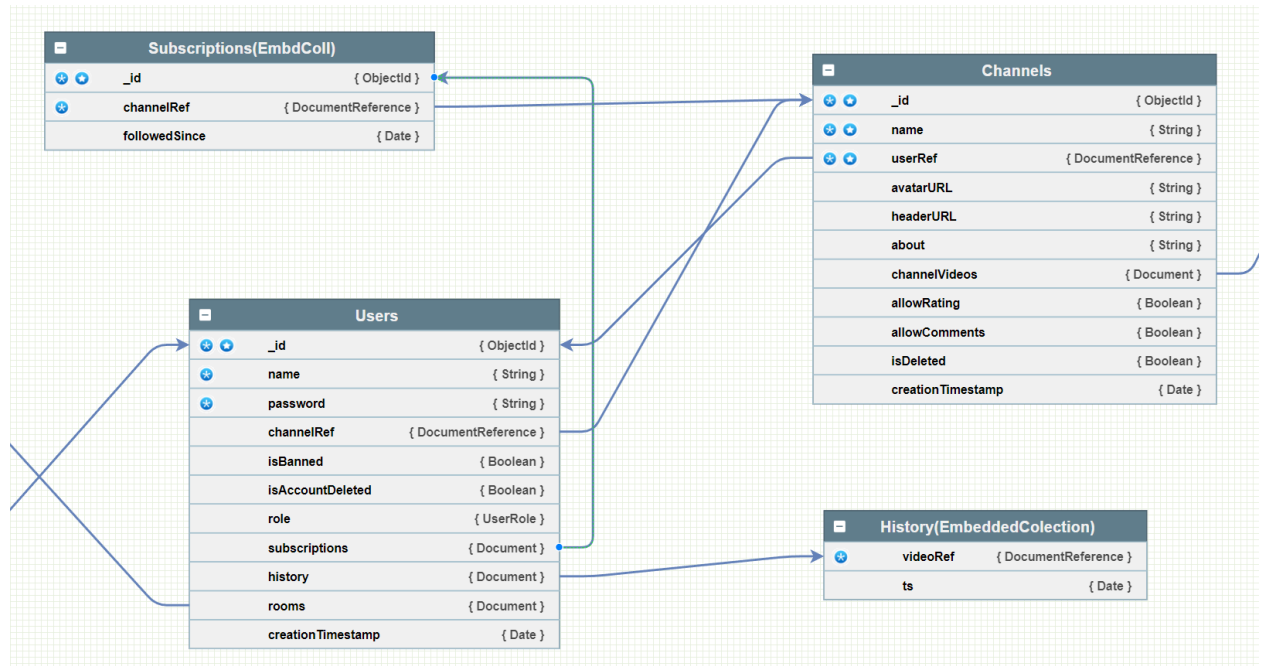 Subscriptions(EmbdColl)
_id { ObjectId }
channelRef { DocumentReference }
followedSince { Date }
Channels
_id { ObjectId }
name { String }
userRef { DocumentReference }
avatarURL { String }
headerURL { String }
about { String }
channelVideos { Document }
allowRating { Boolean }
allowComments { Boolean }
isDeleted { Boolean }
creationTimestamp { Date }
Users
_id { ObjectId }
name { String }
password { String }
channelRef { DocumentReference }
isBanned { Boolean }
isAccountDeleted { Boolean }
role { UserRole }
subscriptions { Document }
history { Document }
rooms { Document }
creationTimestamp { Date }
History(EmbeddedColection)
videoRef { DocumentReference }
ts { Date }